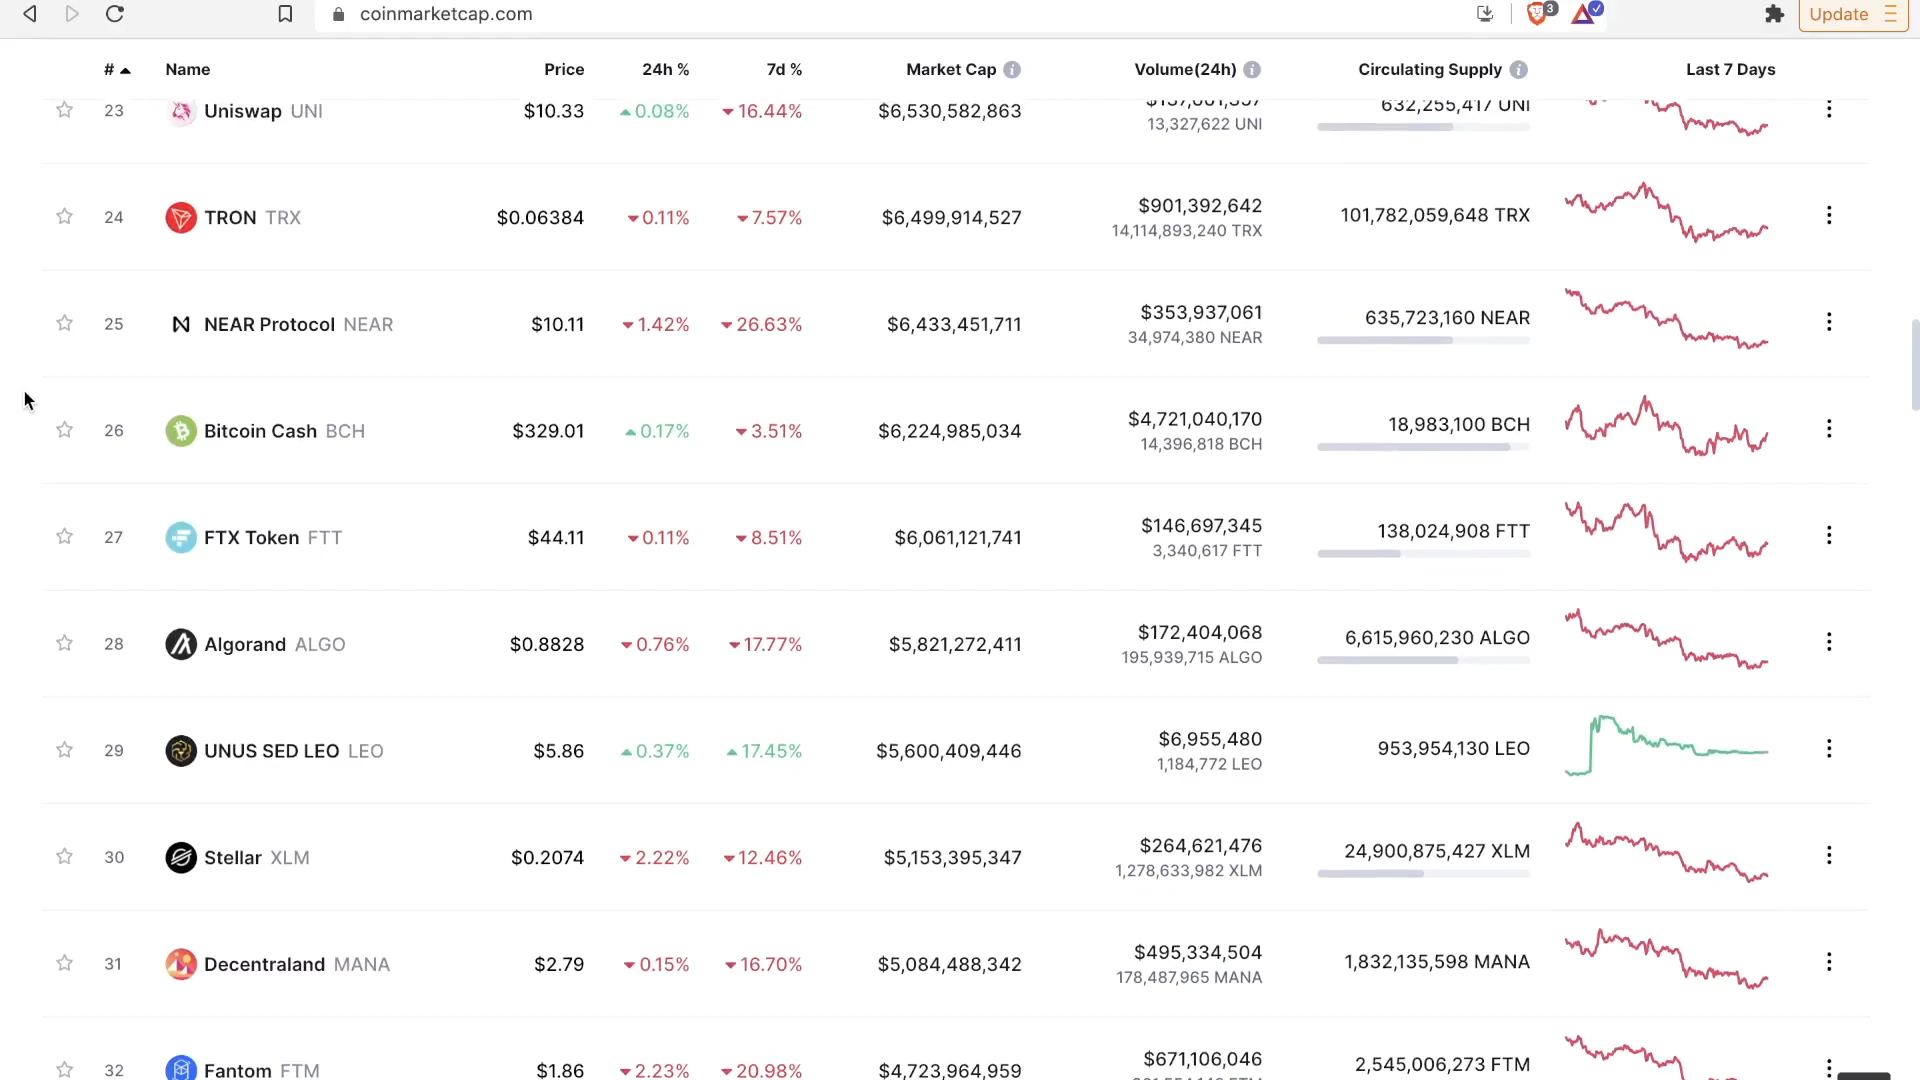 coinmarketcap.com
3
Update
# Name Price 24h % 7d % Market Cap Volume(24h) Circulating Supply Last 7 Days
23 Uniswap UNI $10.33 0.08% 16.44% $6,530,582,863 632,255,417 UNI
13,327,622 UNI
24 TRON TRX $0.06384 0.11% 7.57% $6,499,914,527 $901,392,642 101,782,059,648 TRX
14,114,893,240 TRX
25 NEAR Protocol NEAR $10.11 1.42% 26.63% $6,433,451,711 $353,937,061 635,723,160 NEAR
34,974,380 NEAR
26 Bitcoin Cash BCH $329.01 0.17% 3.51% $6,224,985,034 $4,721,040,170 18,983,100 BCH
14,396,818 BCH
27 FTX Token FTT $44.11 0.11% 8.51% $6,061,121,741 $146,697,345 138,024,908 FTT
3,340,617 FTT
28 Algorand ALGO $0.8828 0.76% 17.77% $5,821,272,411 $172,404,068 6,615,960,230 ALGO
195,939,715 ALGO
29 UNUS SED LEO LEO $5.86 0.37% 17.45% $5,600,409,446 $6,955,480 953,954,130 LEO
1,184,772 LEO
30 Stellar XLM $0.2074 2.22% 12.46% $5,153,395,347 $264,621,476 24,900,875,427 XLM
1,278,633,982 XLM
31 Decentraland MANA $2.79 0.15% 16.70% $5,084,488,342 $495,334,504 1,832,135,598 MANA
178,487,965 MANA
32 Fantom FTM $1.86 2.23% 20.98% $4,723,964,959 $671,106,046 2,545,006,273 FTM